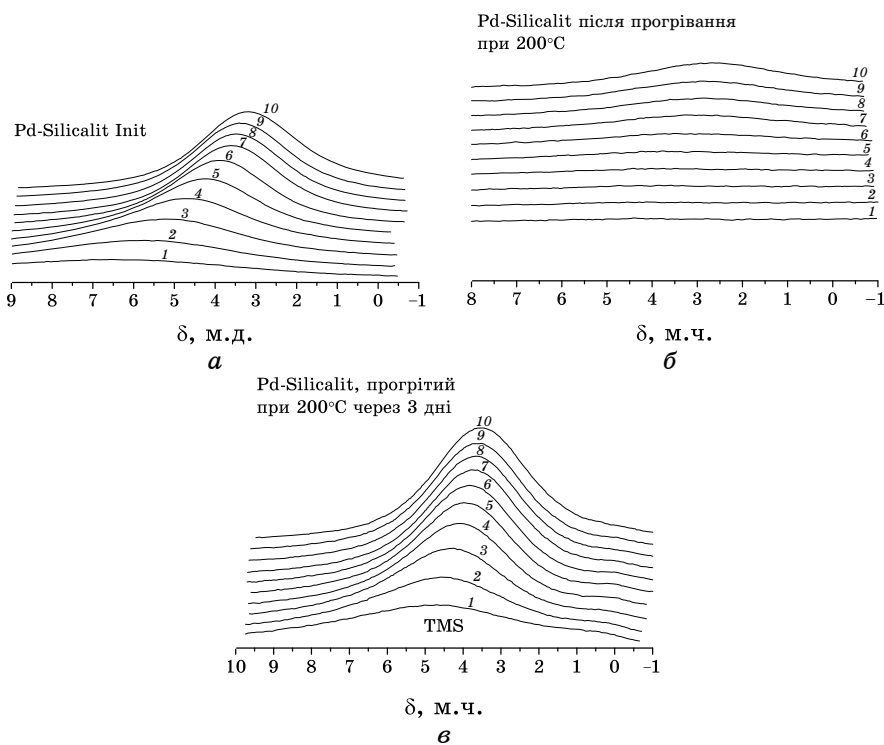 Pd-Silicalit Init
10
9
8
7
6
5
4
3
2
1
9 8 7 6 5 4 3 2 1 0 –1
δ, м.д.
а
Pd-Silicalit після прогрівання
при 200°С
10
9
8
7
6
5
4
3
2
1
8 7 6 5 4 3 2 1 0 –1
δ, м.ч.
б
Pd-Silicalit, прогрітий
при 200°С через 3 дні
10
9
8
7
6
5
4
3
2
1
TMS
10 9 8 7 6 5 4 3 2 1 0 –1
δ, м.ч.
в